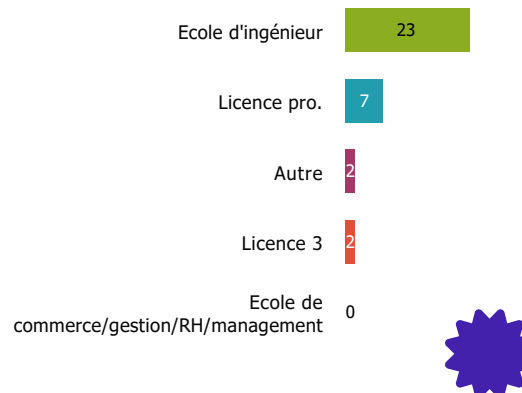 Ecole d'ingénieur 23
Licence pro. 7
Autre 2
Licence 3 2
Ecole de
commerce/gestion/RH/management 0